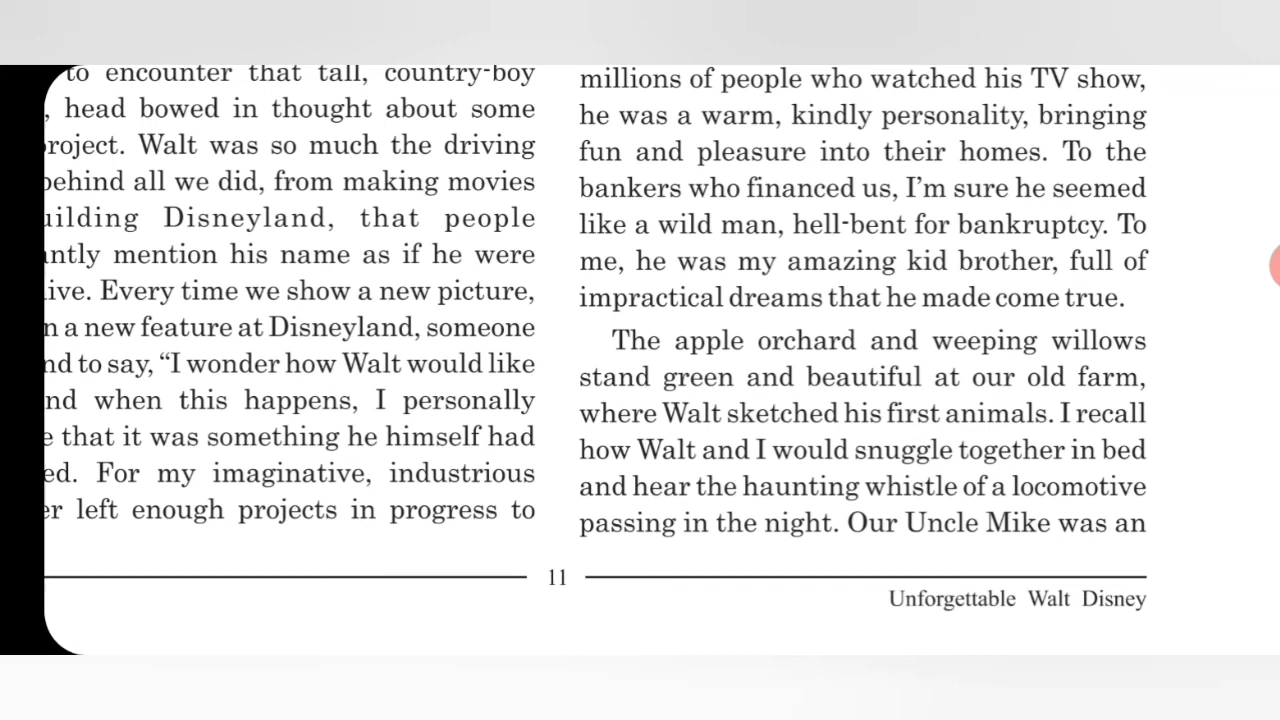 to encounter that tall, country-boy
, head bowed in thought about some
Walt was so much the driving
behind all we did, from making movies
Disneyland, that people
mention his name as if he were
Every time we show a new picture,
a new feature at Disneyland, someone
to say, “I wonder how Walt would like
when this happens, I personally
that it was something he himself had
For my imaginative, industrious
left enough projects in progress to
millions of people who watched his TV show,
he was a warm, kindly personality, bringing
fun and pleasure into their homes. To the
bankers who financed us, I’m sure he seemed
like a wild man, hell-bent for bankruptcy. To
me, he was my amazing kid brother, full of
impractical dreams that he made come true.
The apple orchard and weeping willows
stand green and beautiful at our old farm,
where Walt sketched his first animals. I recall
how Walt and I would snuggle together in bed
and hear the haunting whistle of a locomotive
passing in the night. Our Uncle Mike was an
11
Unforgettable Walt Disney